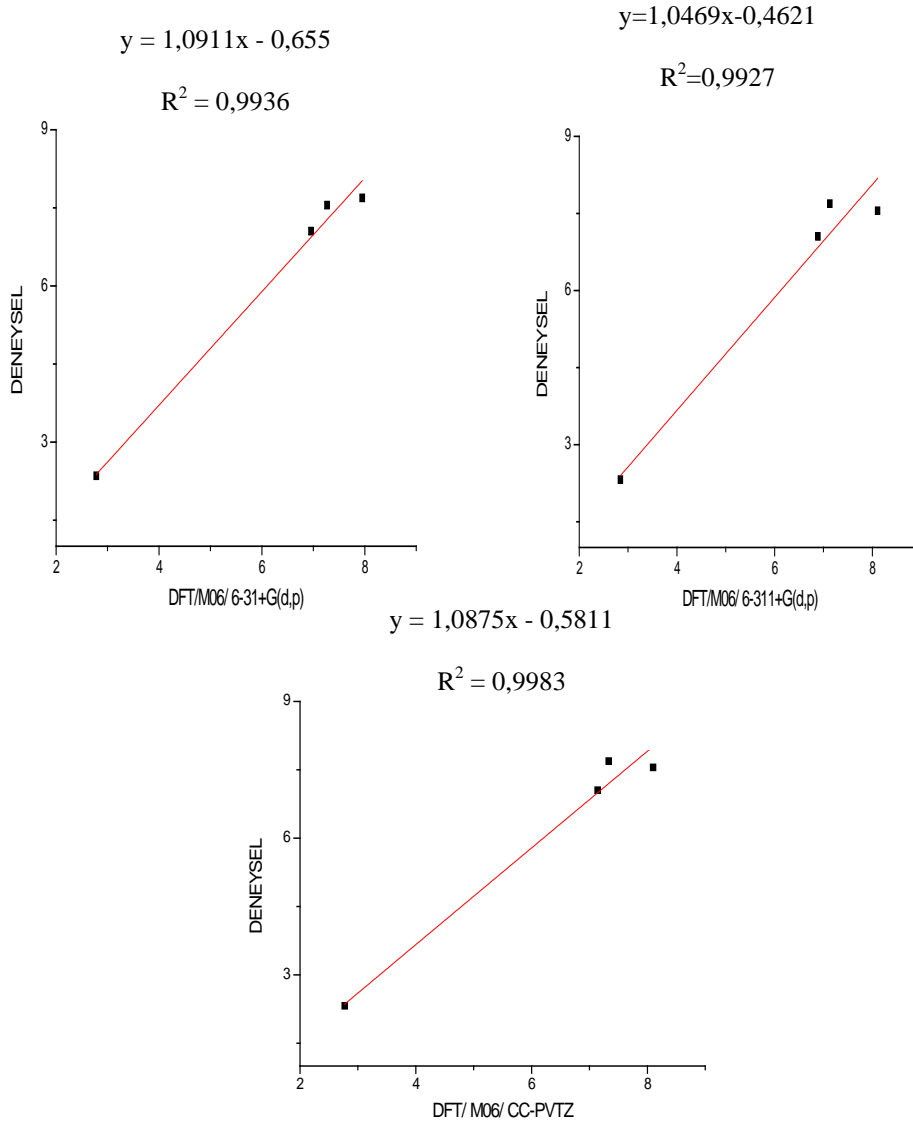 y = 1,0911x - 0,655
R² = 0,9936
9
6
3
2
4
6
8
DENEYSEL
DFT/M06/ 6-31+G(d,p)
y=1,0469x-0,4621
R²=0,9927
9
6
3
2
4
6
8
DENEYSEL
DFT/M06/ 6-311+G(d,p)
y = 1,0875x - 0,5811
R² = 0,9983
9
6
3
2
4
6
8
DENEYSEL
DFT/ M06/ CC-PVTZ